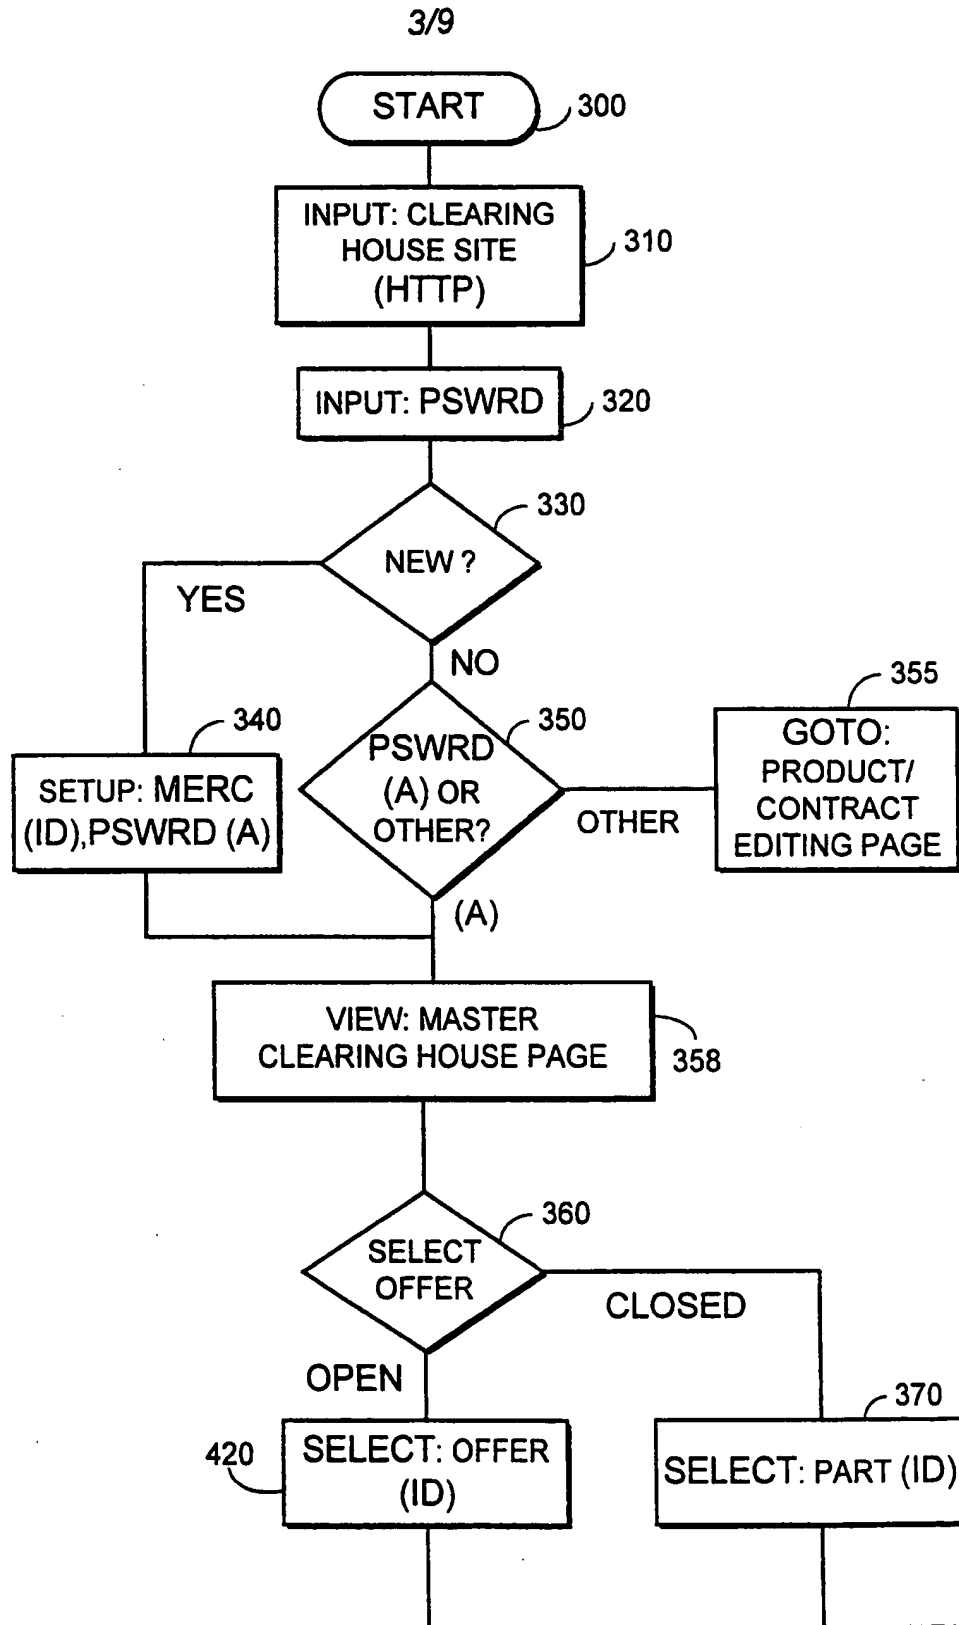 3/9
START
300
INPUT: CLEARING
HOUSE SITE
(HTTP)
310
INPUT: PSWRD
320
330
NEW ?
YES
NO
340
SETUP: MERC
(ID),PSWRD (A)
350
PSWRD
(A) OR
OTHER?
OTHER
355
GOTO:
PRODUCT/
CONTRACT
EDITING PAGE
(A)
VIEW: MASTER
CLEARING HOUSE PAGE
358
360
SELECT
OFFER
CLOSED
OPEN
420
SELECT: OFFER
(ID)
370
SELECT: PART (ID)